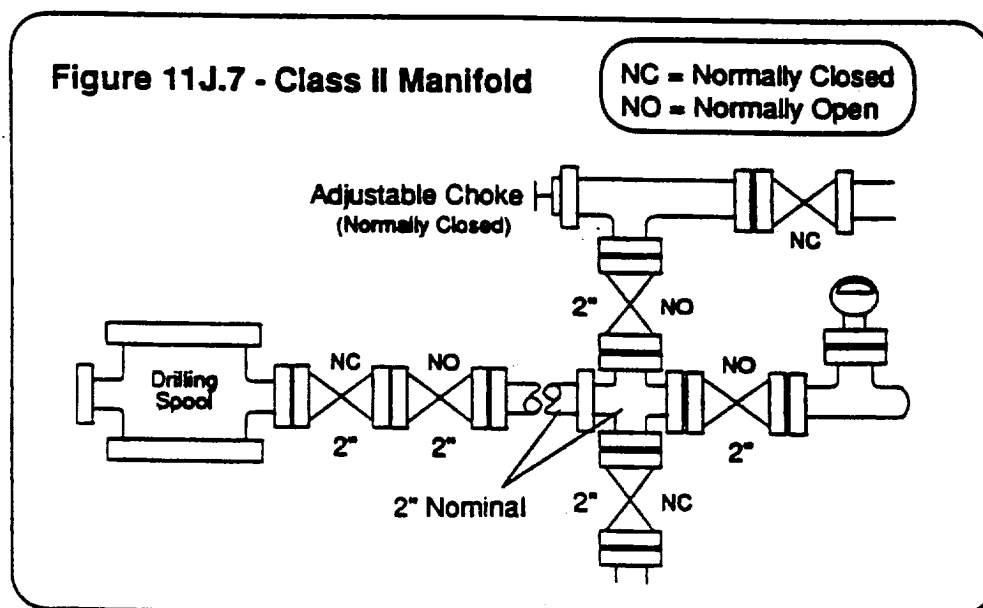 Figure 11J.7 - Class II Manifold
NC = Normally Closed
NO = Normally Open
Adjustable Choke
(Normally Closed)
NC
2" NO
NC NO NO
Drilling
Spool
2" 2" 2"
2" Nominal
2" NC